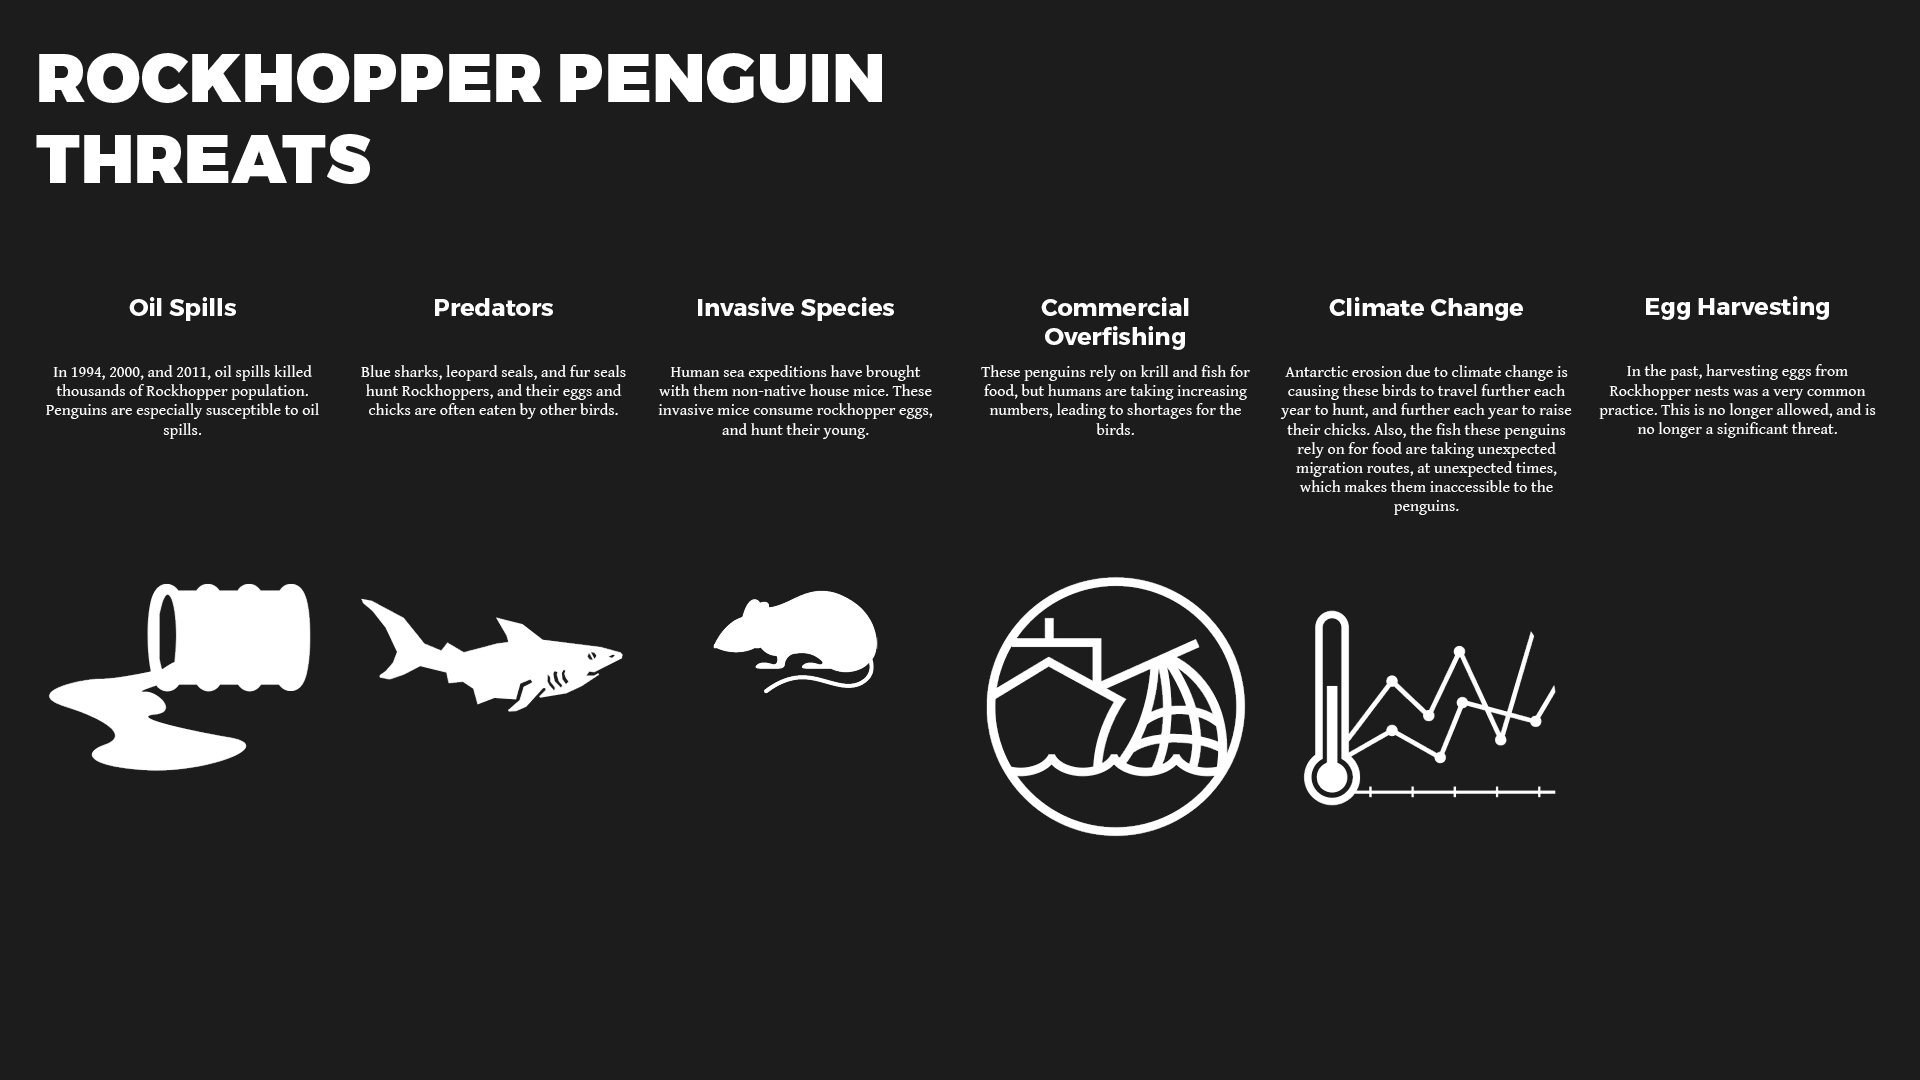 ROCKHOPPER PENGUIN
THREATS
Oil Spills
In 1994, 2000, and 2011, oil spills killed
thousands of Rockhopper population.
Penguins are especially susceptible to oil
spills.
Predators
Blue sharks, leopard seals, and fur seals
hunt Rockhoppers, and their eggs and
chicks are often eaten by other birds.
Invasive Species
Human sea expeditions have brought
with them non-native house mice. These
invasive mice consume rockhopper eggs,
and hunt their young.
Commercial
Overfishing
These penguins rely on krill and fish for
food, but humans are taking increasing
numbers, leading to shortages for the
birds.
Climate Change
Antarctic erosion due to climate change is
causing these birds to travel further each
year to hunt, and further each year to raise
their chicks. Also, the fish these penguins
rely on for food are taking unexpected
migration routes, at unexpected times,
which makes them inaccessible to the
penguins.
Egg Harvesting
In the past, harvesting eggs from
Rockhopper nests was a very common
practice. This is no longer allowed, and is
no longer a significant threat.